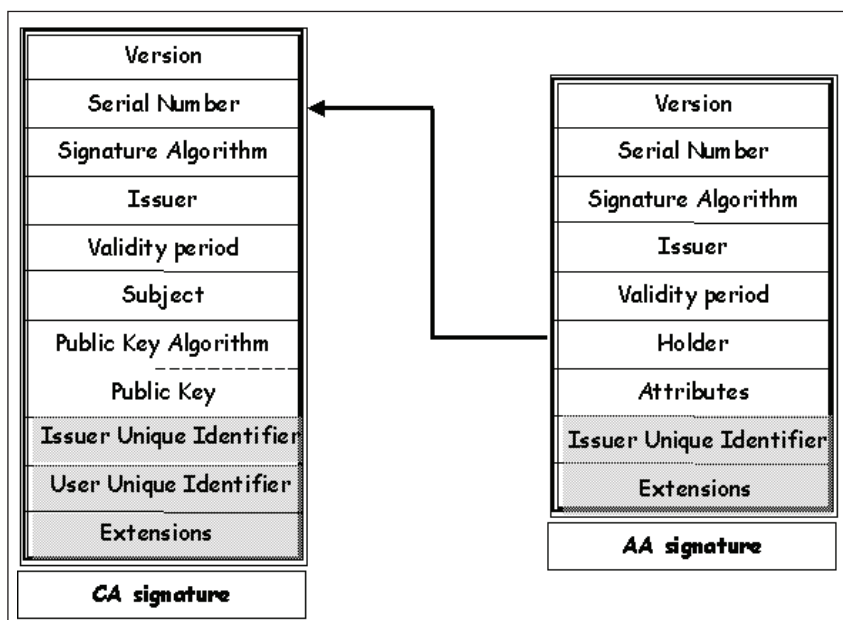 Version
Serial Number
Signature Algorithm
Issuer
Validity period
Subject
Public Key Algorithm
Public Key
Issuer Unique Identifier
User Unique Identifier
Extensions
CA signature
Version
Serial Number
Signature Algorithm
Issuer
Validity period
Holder
Attributes
Issuer Unique Identifier
Extensions
AA signature